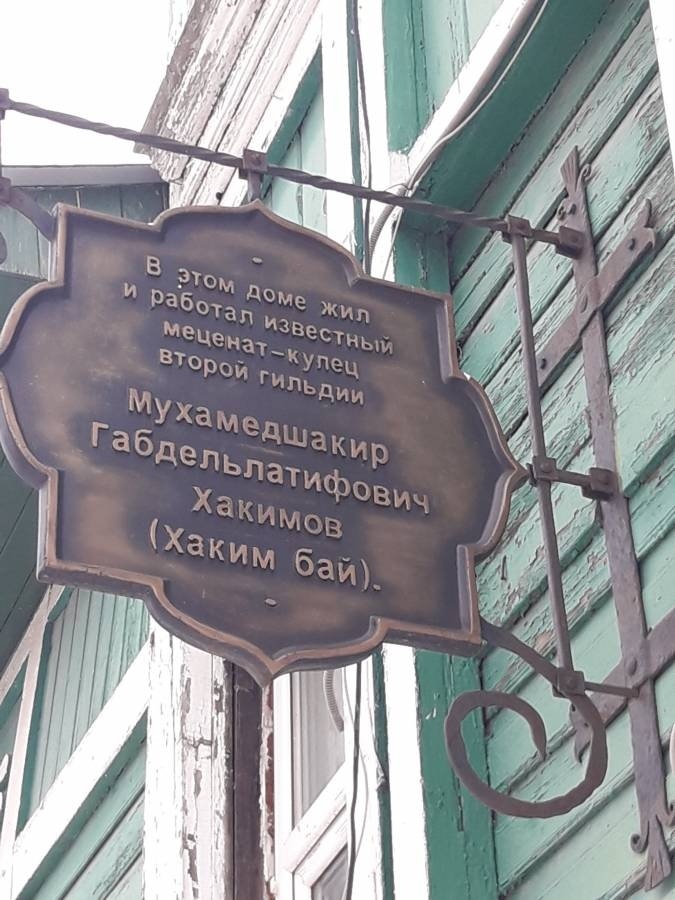 В этом доме жил
и работал известный
меценат-купец
второй гильдии
Мухамедшакир
Габдельлатифович
Хакимов
(Хаким бай).